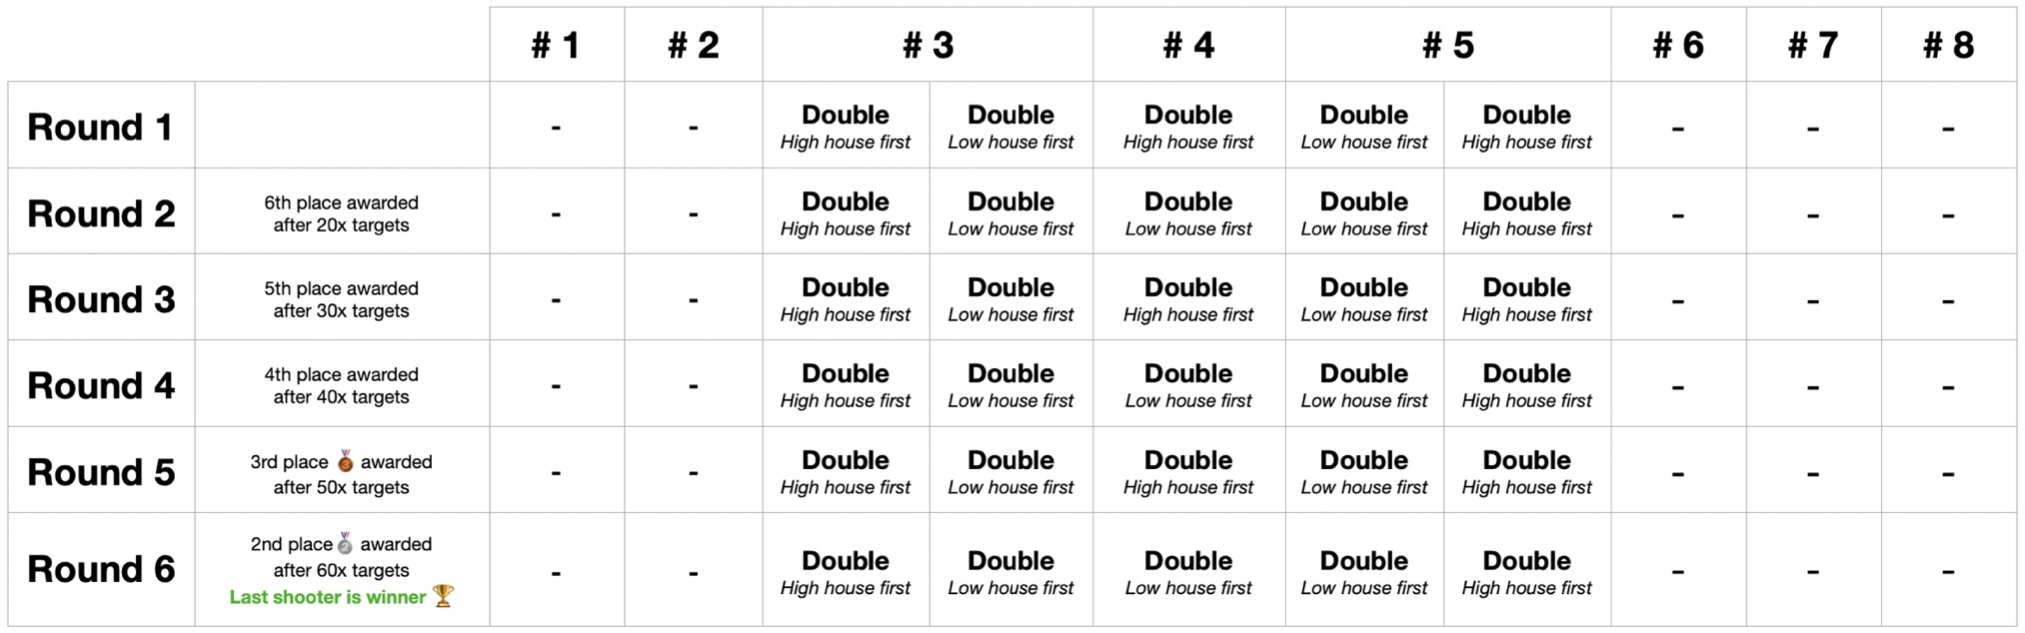 # 1 # 2 # 3 # 4 # 5 # 6 # 7 # 8
Round 1
- - Double Double Double Double Double - - -
High house first Low house first High house first Low house first High house first
Round 2
6th place awarded
after 20x targets
- - Double Double Double Double Double - - -
High house first Low house first Low house first Low house first High house first
Round 3
5th place awarded
after 30x targets
- - Double Double Double Double Double - - -
High house first Low house first High house first Low house first High house first
Round 4
4th place awarded
after 40x targets
- - Double Double Double Double Double - - -
High house first Low house first Low house first Low house first High house first
Round 5
3rd place 🥉 awarded
after 50x targets
- - Double Double Double Double Double - - -
High house first Low house first High house first Low house first High house first
Round 6
2nd place 🥈 awarded
after 60x targets
Last shooter is winner 🏆
- - Double Double Double Double Double - - -
High house first Low house first Low house first Low house first High house first